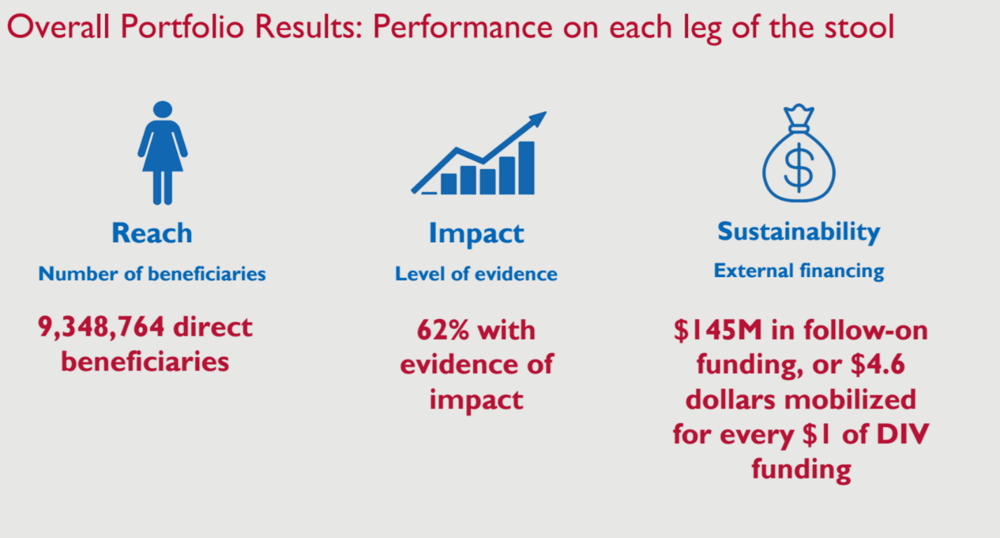 Overall Portfolio Results: Performance on each leg of the stool
Reach
Number of beneficiaries
9,348,764 direct
beneficiaries
Impact
Level of evidence
62% with
evidence of
impact
$
Sustainability
External financing
$145M in follow-on
funding, or $4.6
dollars mobilized
for every $1 of DIV
funding